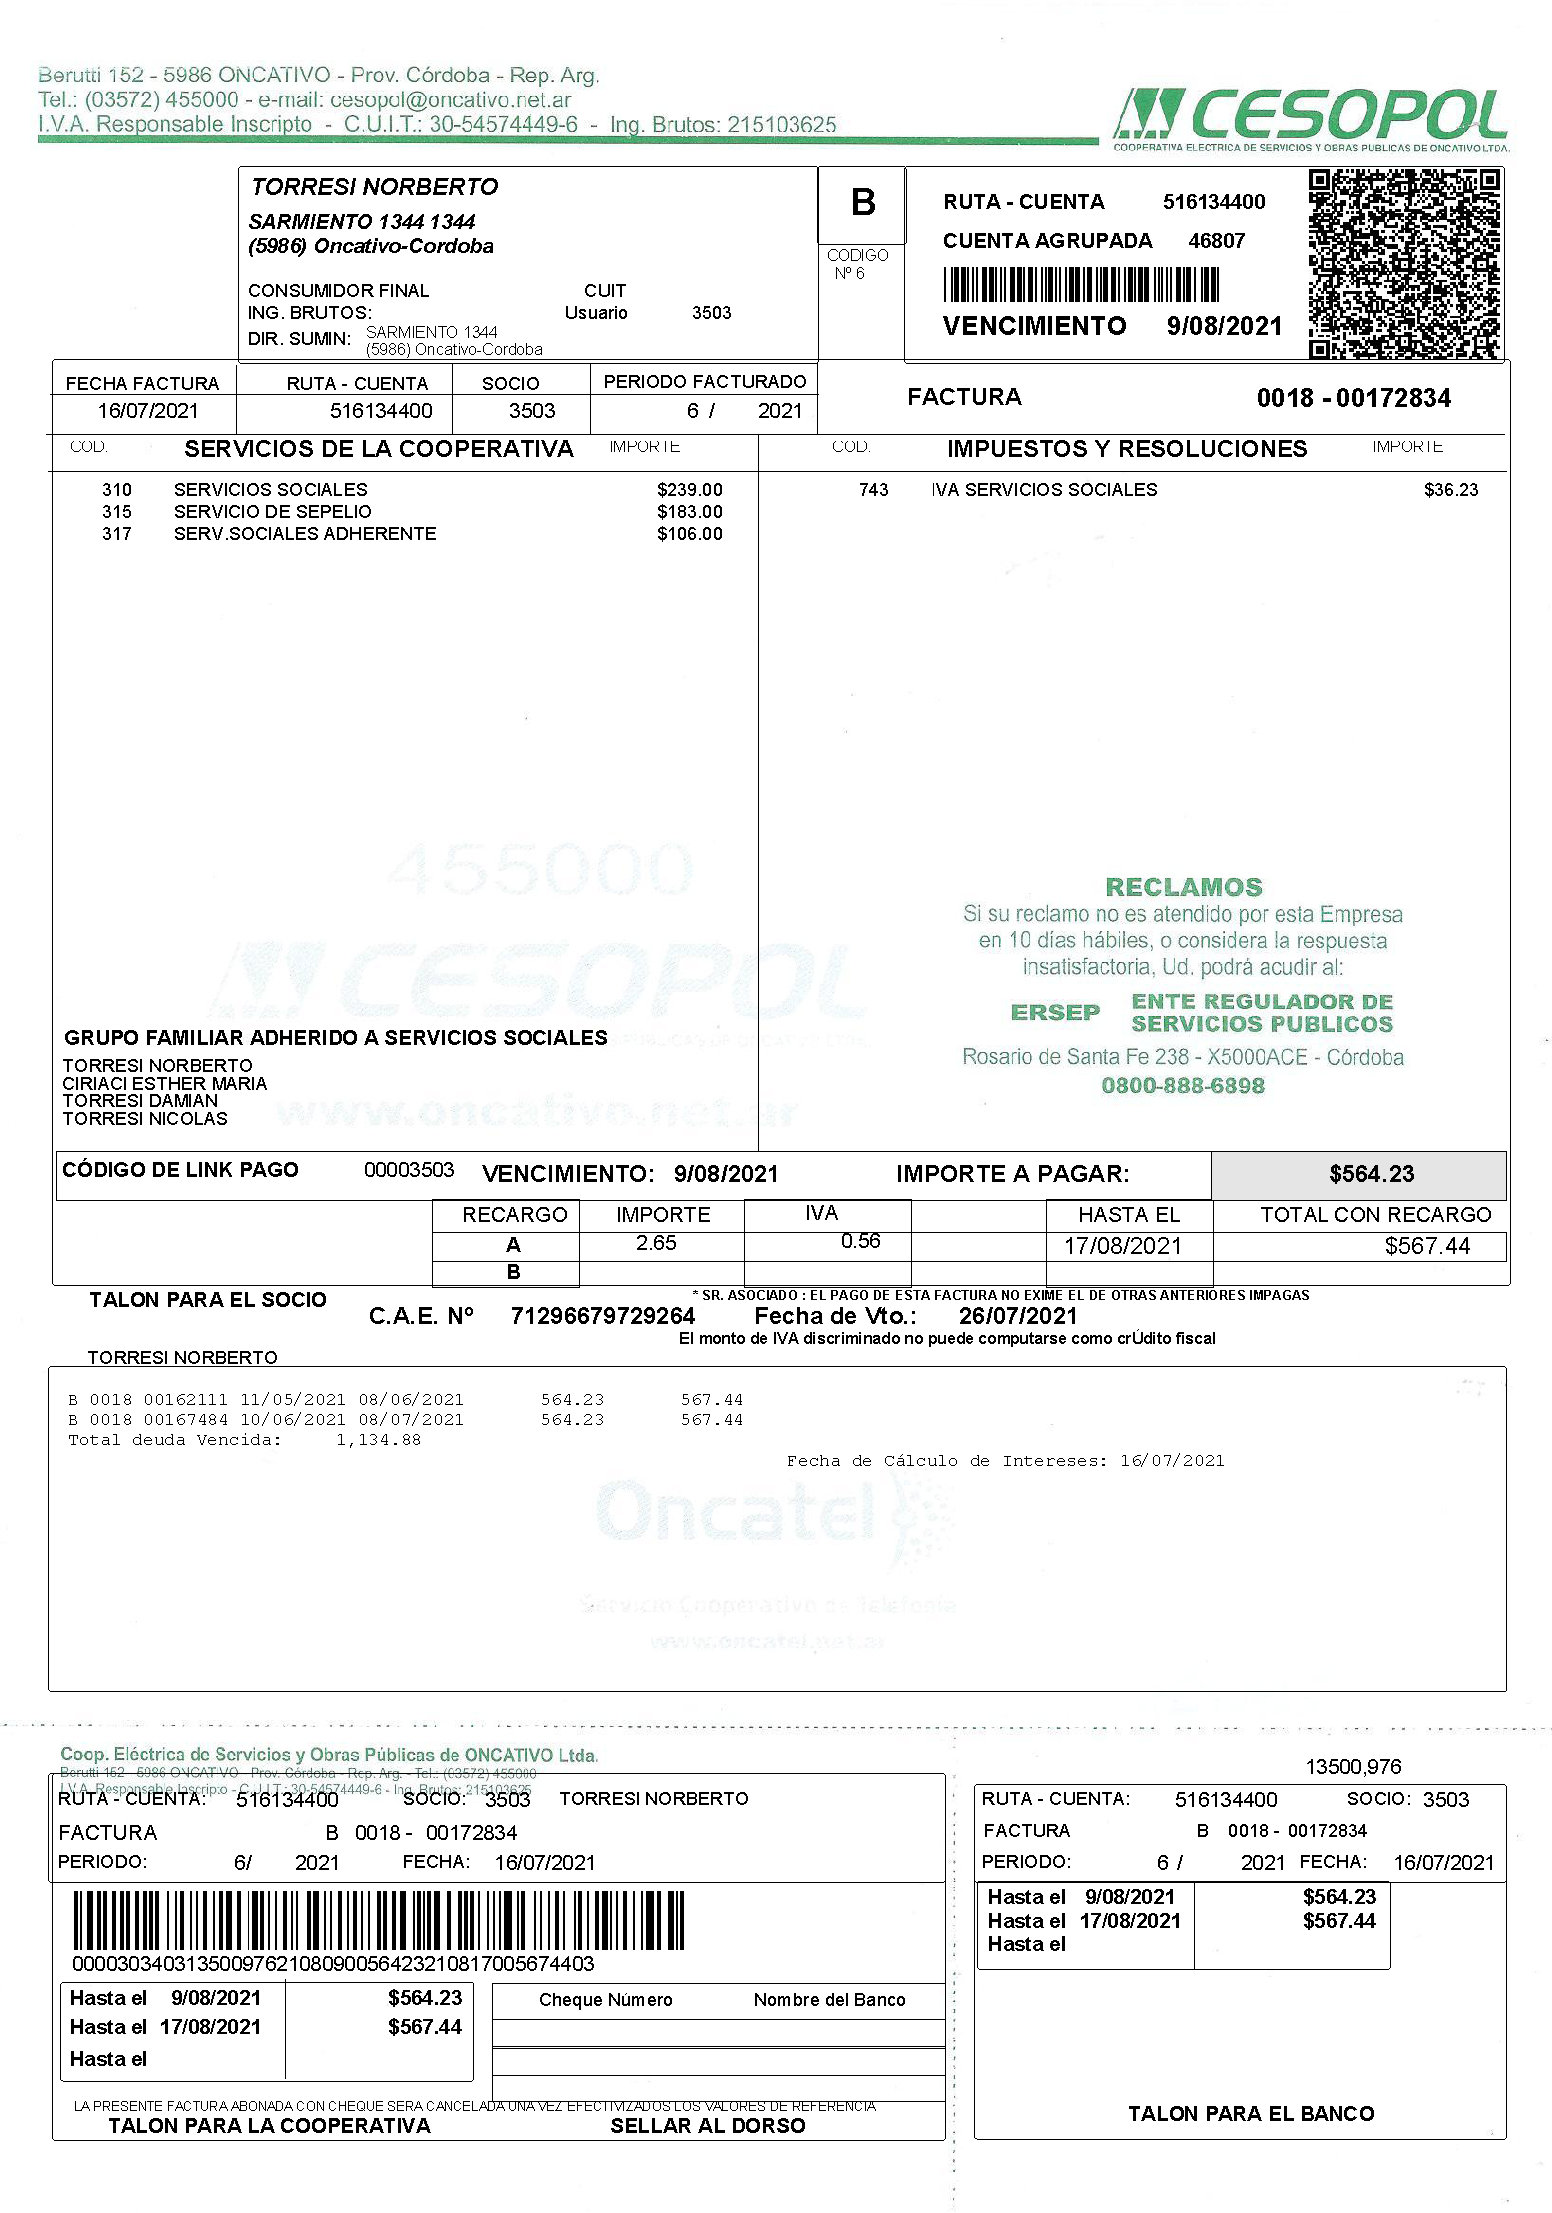 Berutti 152 - 5986 ONCATIVO - Prov. Córdoba - Rep. Arg.
Tel.: (03572) 455000 - e-mail: cesopol@oncativo.net.ar
I.V.A. Responsable Inscripto - C.U.I.T.: 30-54574449-6 - Ing. Brutos: 215103625
CESOPOL
COOPERATIVA ELECTRICA DE SERVICIOS Y OBRAS PUBLICAS DE ONCATIVO LTDA.
TORRESI NORBERTO
SARMIENTO 1344 1344
(5986) Oncativo-Cordoba
CONSUMIDOR FINAL CUIT
ING. BRUTOS: Usuario 3503
DIR. SUMIN: SARMIENTO 1344
(5986) Oncativo-Cordoba
B
CODIGO
Nº 6
RUTA - CUENTA 516134400
CUENTA AGRUPADA 46807
VENCIMIENTO 9/08/2021
FECHA FACTURA RUTA - CUENTA SOCIO PERIODO FACTURADO
16/07/2021 516134400 3503 6 / 2021
FACTURA 0018 - 00172834
COD. SERVICIOS DE LA COOPERATIVA IMPORTE COD. IMPUESTOS Y RESOLUCIONES IMPORTE
310 SERVICIOS SOCIALES $239.00 743 IVA SERVICIOS SOCIALES $36.23
315 SERVICIO DE SEPELIO $183.00
317 SERV.SOCIALES ADHERENTE $106.00
455000
CESOPOL
RECLAMOS
Si su reclamo no es atendido por esta Empresa
en 10 días hábiles, o considera la respuesta
insatisfactoria, Ud. podrá acudir al:
ERSEP ENTE REGULADOR DE
SERVICIOS PUBLICOS
Rosario de Santa Fe 238 - X5000ACE - Córdoba
0800-888-6898
GRUPO FAMILIAR ADHERIDO A SERVICIOS SOCIALES
TORRESI NORBERTO
CIRIACI ESTHER MARIA
TORRESI DAMIAN
TORRESI NICOLAS
www.oncativo.net.ar
CÓDIGO DE LINK PAGO 00003503 VENCIMIENTO: 9/08/2021 IMPORTE A PAGAR: $564.23
RECARGO IMPORTE IVA HASTA EL TOTAL CON RECARGO
A 2.65 0.56 17/08/2021 $567.44
B
TALON PARA EL SOCIO
* SR. ASOCIADO : EL PAGO DE ESTA FACTURA NO EXIME EL DE OTRAS ANTERIORES IMPAGAS
C.A.E. Nº 71296679729264 Fecha de Vto.: 26/07/2021
El monto de IVA discriminado no puede computarse como crÚdito fiscal
TORRESI NORBERTO
B 0018 00162111 11/05/2021 08/06/2021 564.23 567.44
B 0018 00167484 10/06/2021 08/07/2021 564.23 567.44
Total deuda Vencida: 1,134.88
Fecha de Cálculo de Intereses: 16/07/2021
Oncatel
Servicio Cooperativo de Telefonía
www.oncatel.net.ar
Coop. Eléctrica de Servicios y Obras Públicas de ONCATIVO Ltda.
Berutti 152 - 5986 ONCATIVO - Prov. Córdoba - Rep. Arg. - Tel.: (03572) 455000
I.V.A. Responsable Inscripto - C.U.I.T.: 30-54574449-6 - Ing. Brutos: 215103625
RUTA - CUENTA: 516134400 SOCIO: 3503 TORRESI NORBERTO
FACTURA B 0018 - 00172834
PERIODO: 6/ 2021 FECHA: 16/07/2021
0000303403135009762108090056423210817005674403
Hasta el 9/08/2021 $564.23
Hasta el 17/08/2021 $567.44
Hasta el
Cheque Número Nombre del Banco
LA PRESENTE FACTURA ABONADA CON CHEQUE SERA CANCELADA UNA VEZ EFECTIVIZADOS LOS VALORES DE REFERENCIA
TALON PARA LA COOPERATIVA SELLAR AL DORSO
13500,976
RUTA - CUENTA: 516134400 SOCIO: 3503
FACTURA B 0018 - 00172834
PERIODO: 6 / 2021 FECHA: 16/07/2021
Hasta el 9/08/2021 $564.23
Hasta el 17/08/2021 $567.44
Hasta el
TALON PARA EL BANCO